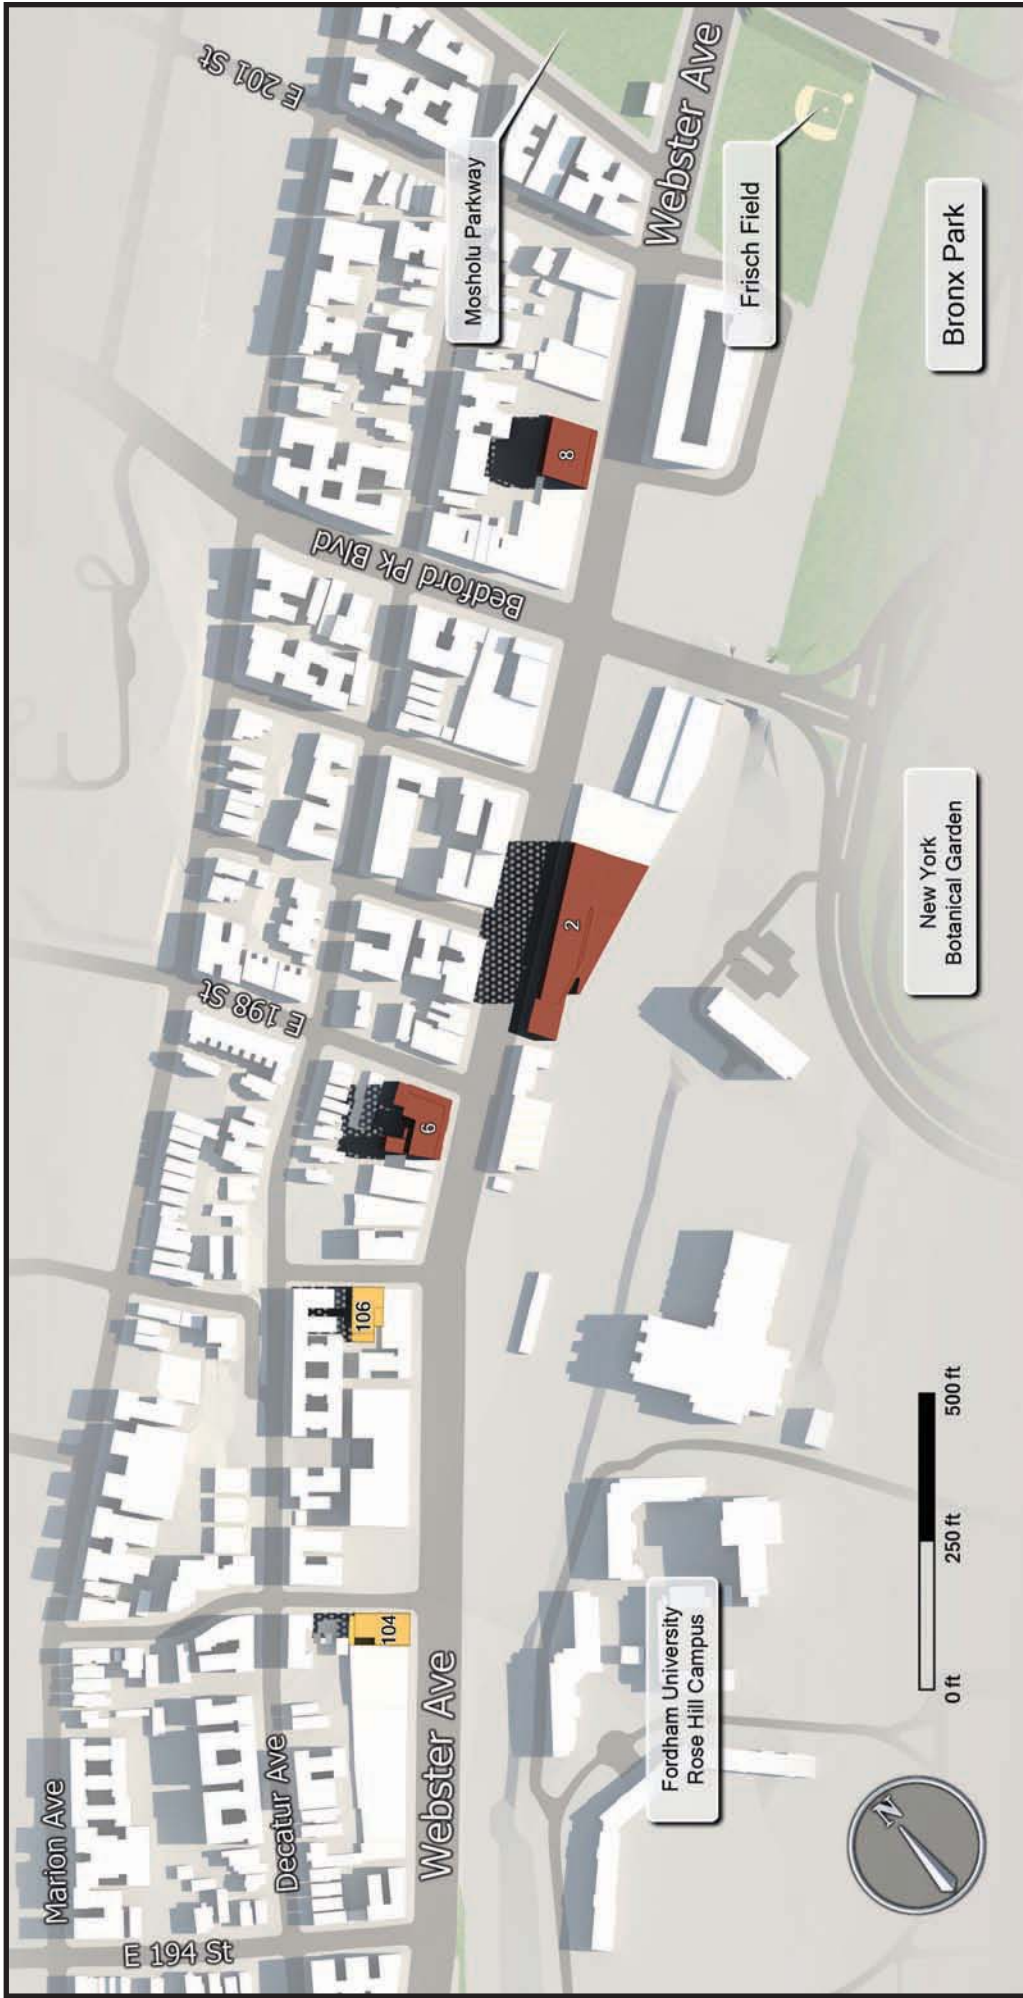 E 201 St
Webster Ave
Mosholu Parkway
Frisch Field
Bronx Park
8
Bedford Pk Blvd
2
New York
Botanical Garden
E 198 St
6
106
104
Marion Ave
Decatur Ave
Webster Ave
E 194 St
Fordham University
Rose Hill Campus
0 ft
250 ft
500 ft
N